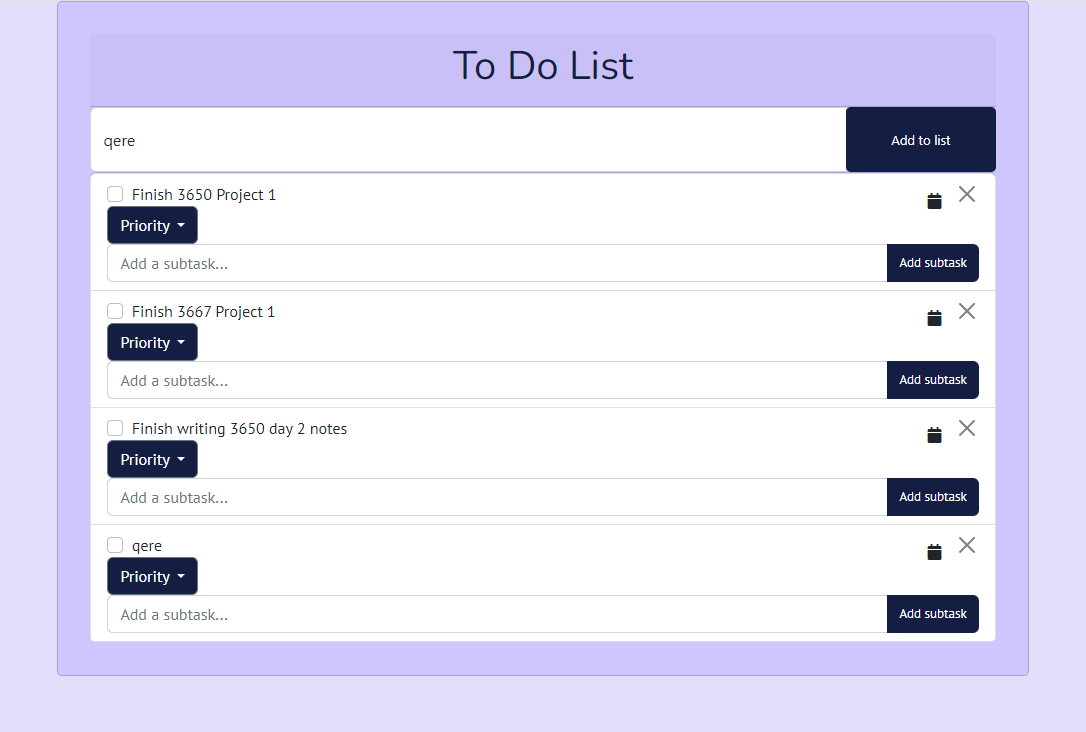 To Do List
qere
Add to list
Finish 3650 Project 1
Priority
Add a subtask...
Add subtask
Finish 3667 Project 1
Priority
Add a subtask...
Add subtask
Finish writing 3650 day 2 notes
Priority
Add a subtask...
Add subtask
qere
Priority
Add a subtask...
Add subtask